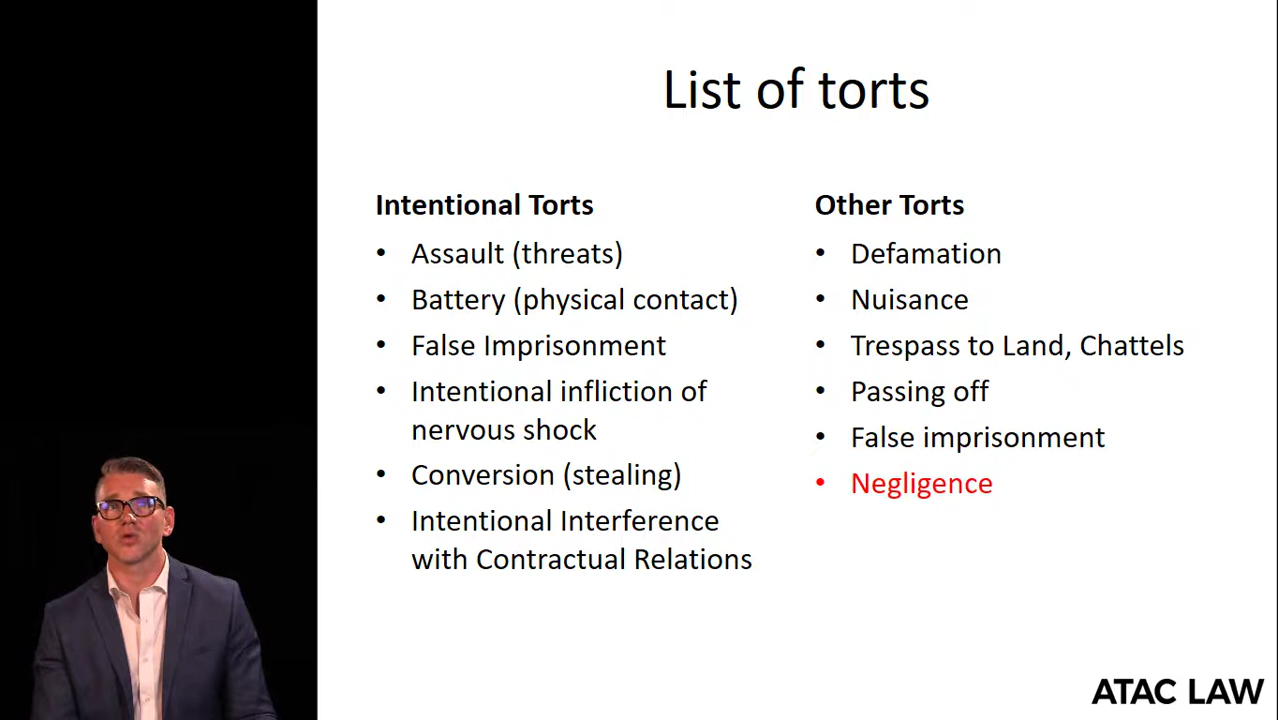 List of torts
Intentional Torts
• Assault (threats)
• Battery (physical contact)
• False Imprisonment
• Intentional infliction of
nervous shock
• Conversion (stealing)
• Intentional Interference
with Contractual Relations
Other Torts
• Defamation
• Nuisance
• Trespass to Land, Chattels
• Passing off
• False imprisonment
• Negligence
ATAC LAW